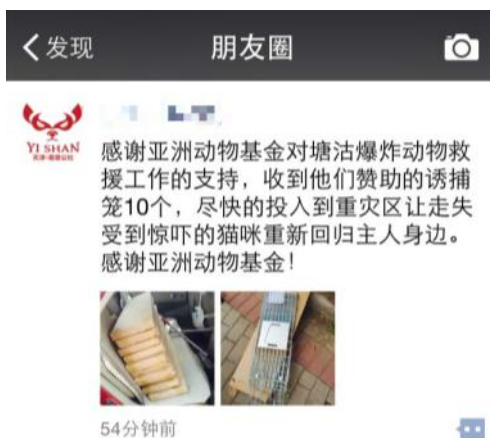 发现
朋友圈
YI SHAN
感谢亚洲动物基金对塘沽爆炸动物救
援工作的支持，收到他们赞助的诱捕
笼10个，尽快的投入到重灾区让走失
受到惊吓的猫咪重新回归主人身边。
感谢亚洲动物基金！
54分钟前